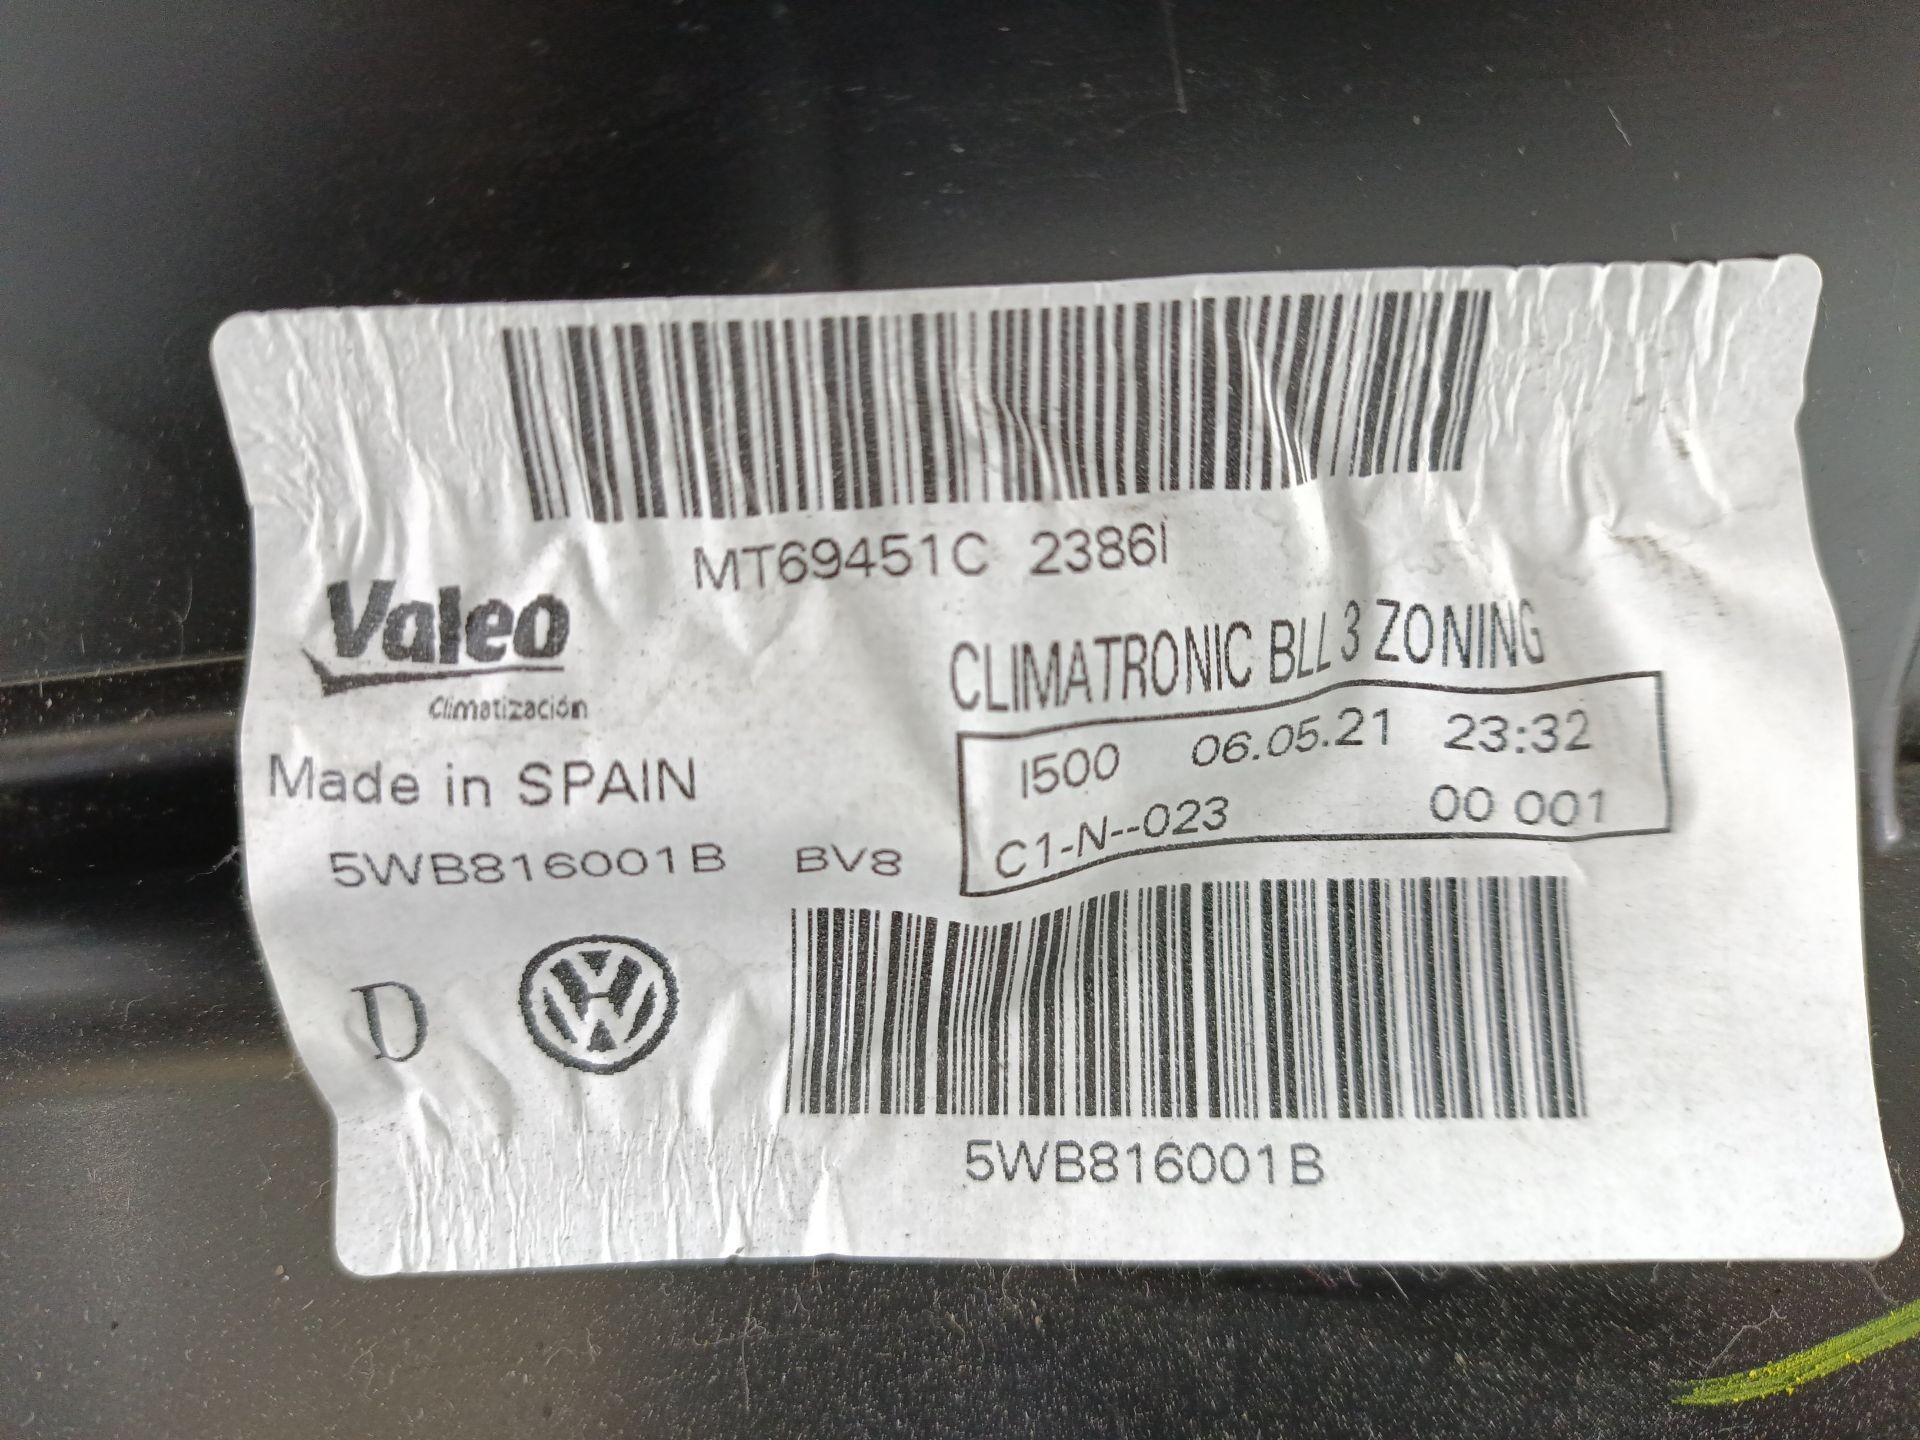 MT69451C 2386I
Valeo
Climatización
CLIMATRONIC BLL 3 ZONING
Made in SPAIN
I500 06.05.21 23:32
C1-N--023 00 001
5WB816001B BV8
D
5WB816001B